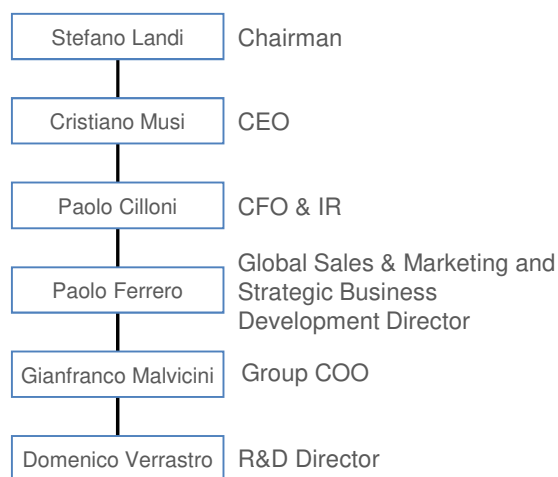 Stefano Landi Chairman
Cristiano Musi CEO
Paolo Cilloni CFO & IR
Paolo Ferrero
Global Sales & Marketing and
Strategic Business
Development Director
Gianfranco Malvicini Group COO
Domenico Verrastro R&D Director